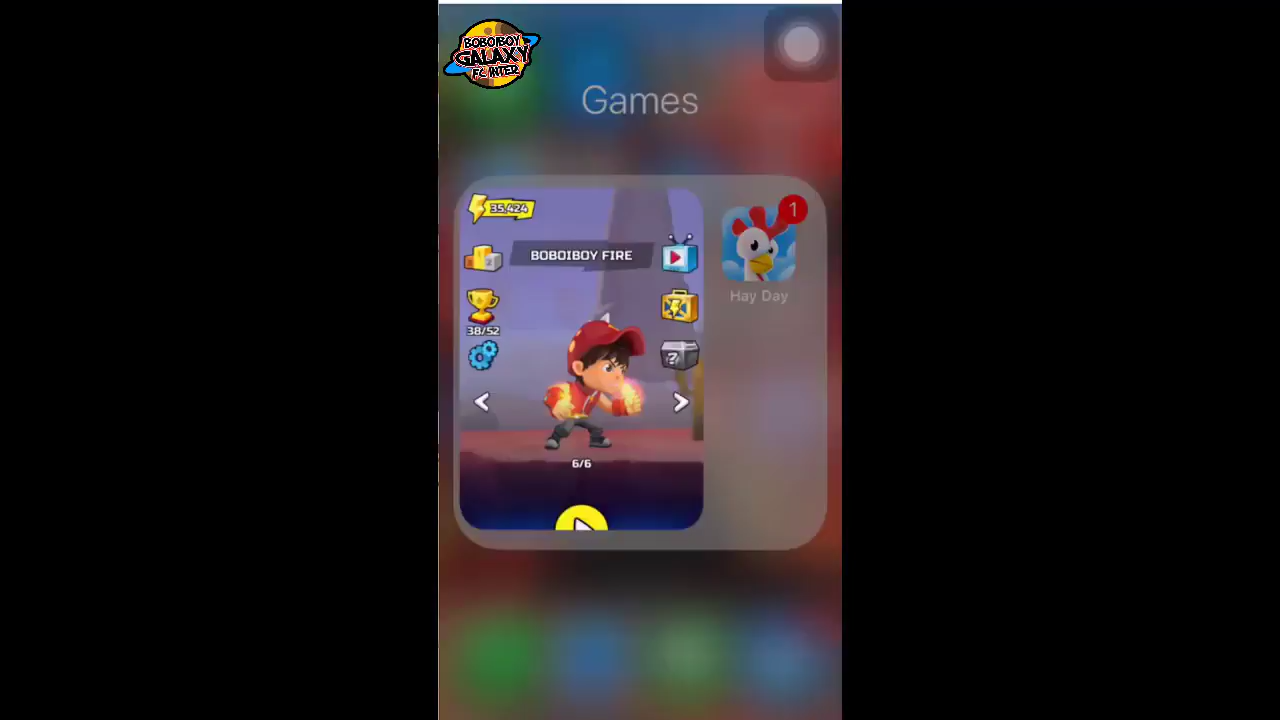 BOBOIBOY
GALAXY
FC INTER
Games
35,424
BOBOIBOY FIRE
1
Hay Day
38/52
?
6/6